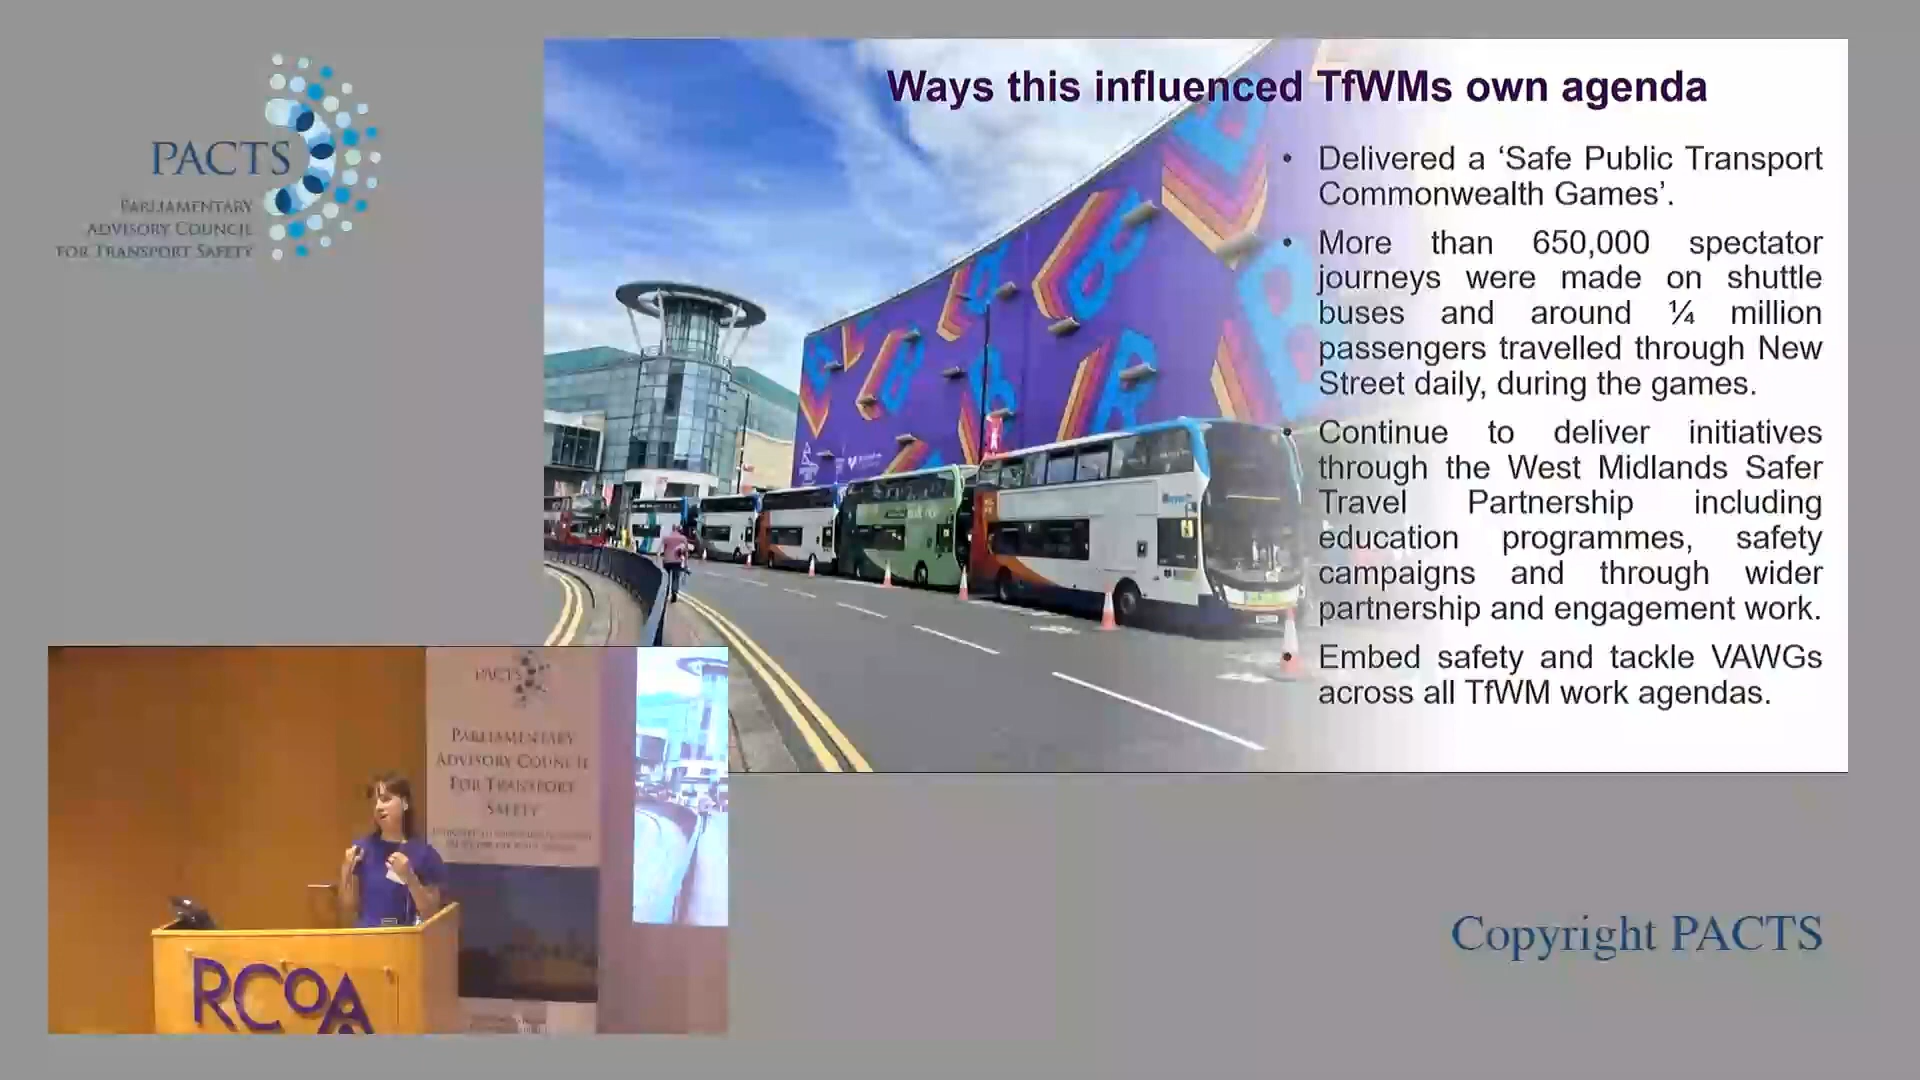 PACTS
PARLIAMENTARY
ADVISORY COUNCIL
FOR TRANSPORT SAFETY
Ways this influenced TfWMs own agenda
• Delivered a ‘Safe Public Transport
Commonwealth Games’.
• More than 650,000 spectator
journeys were made on shuttle
buses and around ¼ million
passengers travelled through New
Street daily, during the games.
• Continue to deliver initiatives
through the West Midlands Safer
Travel Partnership including
education programmes, safety
campaigns and through wider
partnership and engagement work.
• Embed safety and tackle VAWGs
across all TfWM work agendas.
PACTS
PARLIAMENTARY
ADVISORY COUNCIL
FOR TRANSPORT
SAFETY
RCOA
Copyright PACTS